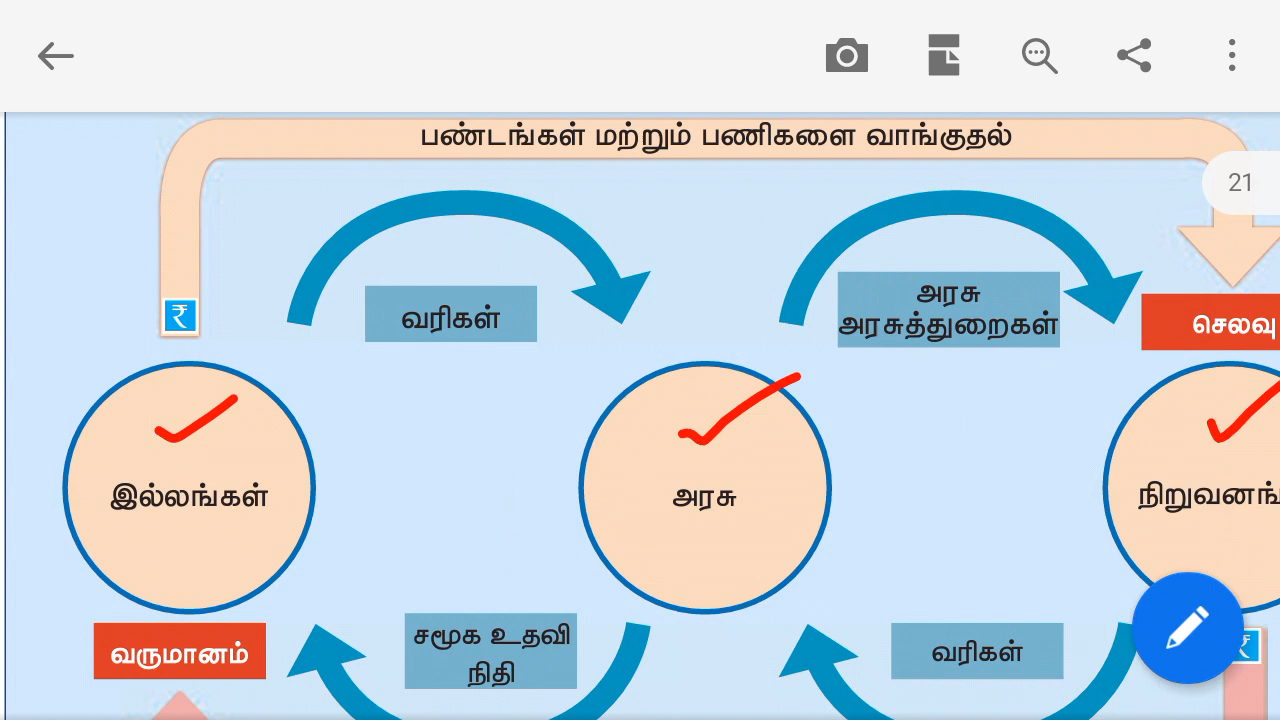 பண்டங்கள் மற்றும் பணிகளை வாங்குதல்
21
₹
வரிகள்
அரசு
அரசுத்துறைகள்
செலவு
இல்லங்கள்
அரசு
வருமானம்
சமூக உதவி
நிதி
வரிகள்
₹